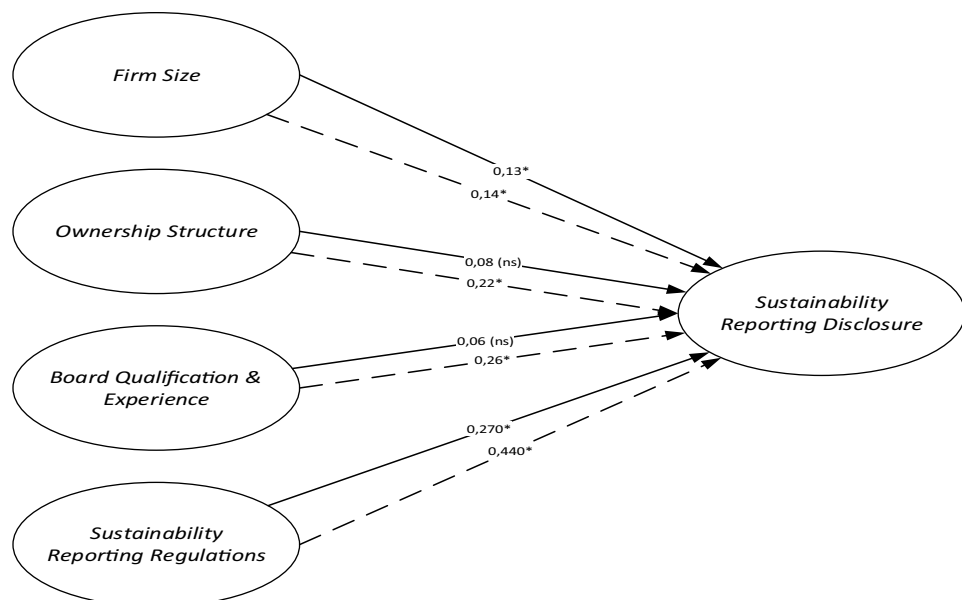 Firm Size
0,13*
0,14*
Ownership Structure
0,08 (ns)
0,22*
Sustainability
Reporting Disclosure
0,06 (ns)
0,26*
Board Qualification &
Experience
0,270*
0,440*
Sustainability
Reporting Regulations